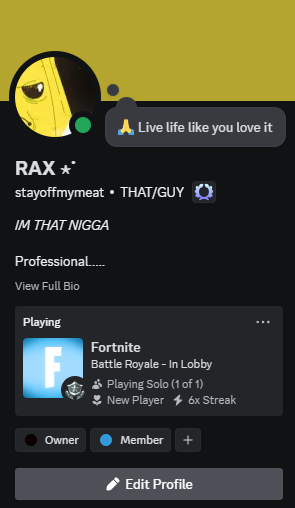 🙏 Live life like you love it
RAX ⋆˙
stayoffmymeat • THAT/GUY
IM THAT NIGGA
Professional.....
View Full Bio
Playing
Fortnite
Battle Royale - In Lobby
Playing Solo (1 of 1)
New Player 6x Streak
Owner Member +
Edit Profile